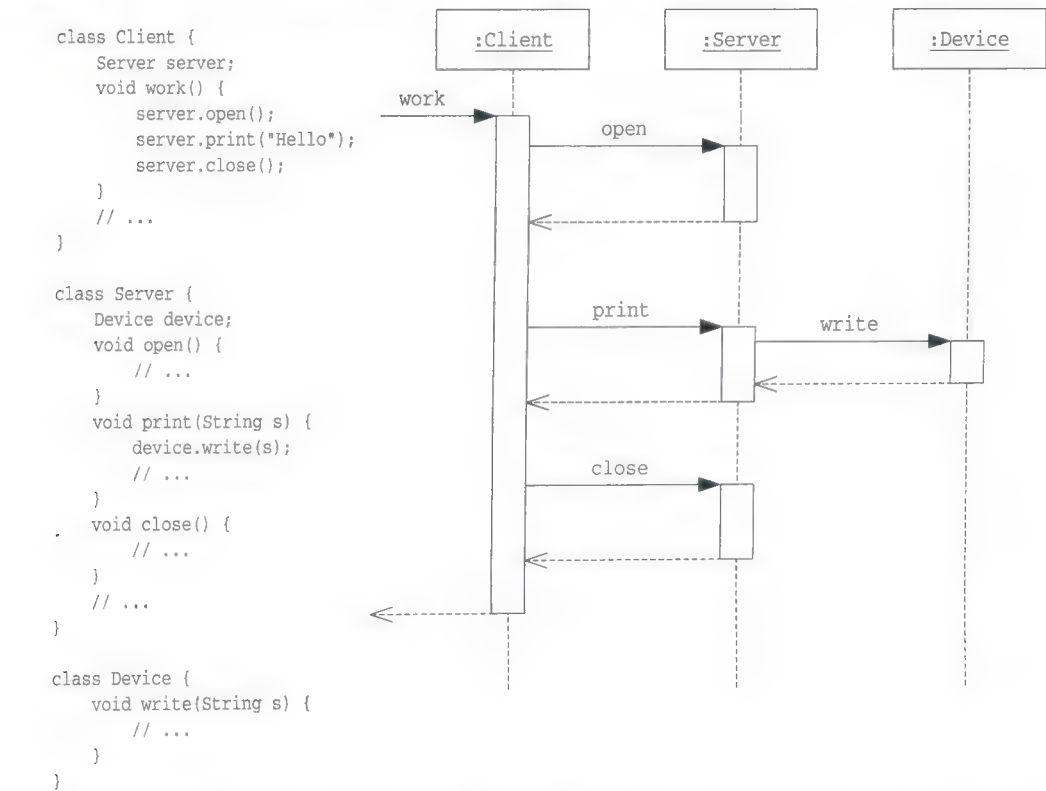 class Client {
    Server server;
    void work() {
        server.open();
        server.print("Hello");
        server.close();
    }
    // ...
}
class Server {
    Device device;
    void open() {
        // ...
    }
    void print(String s) {
        device.write(s);
        // ...
    }
    void close() {
        // ...
    }
    // ...
}
class Device {
    void write(String s) {
        // ...
    }
}
:Client
:Server
:Device
work
open
print
write
close